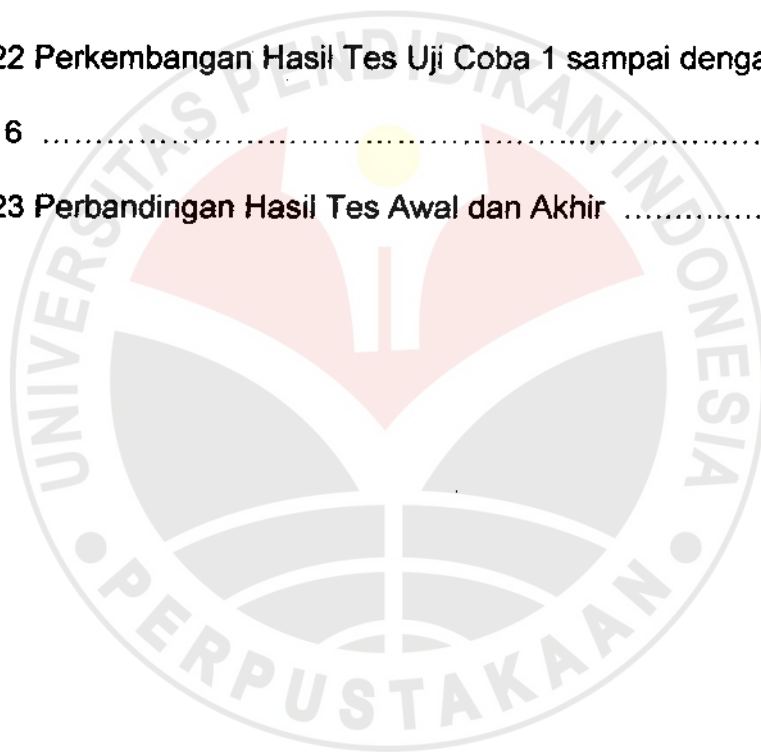 22 Perkembangan Hasil Tes Uji Coba 1 sampai denga
6 ................................................................
23 Perbandingan Hasil Tes Awal dan Akhir ..............
UNIVERSITAS PENDIDIKAN INDONESIA
PERPUSTAKAAN